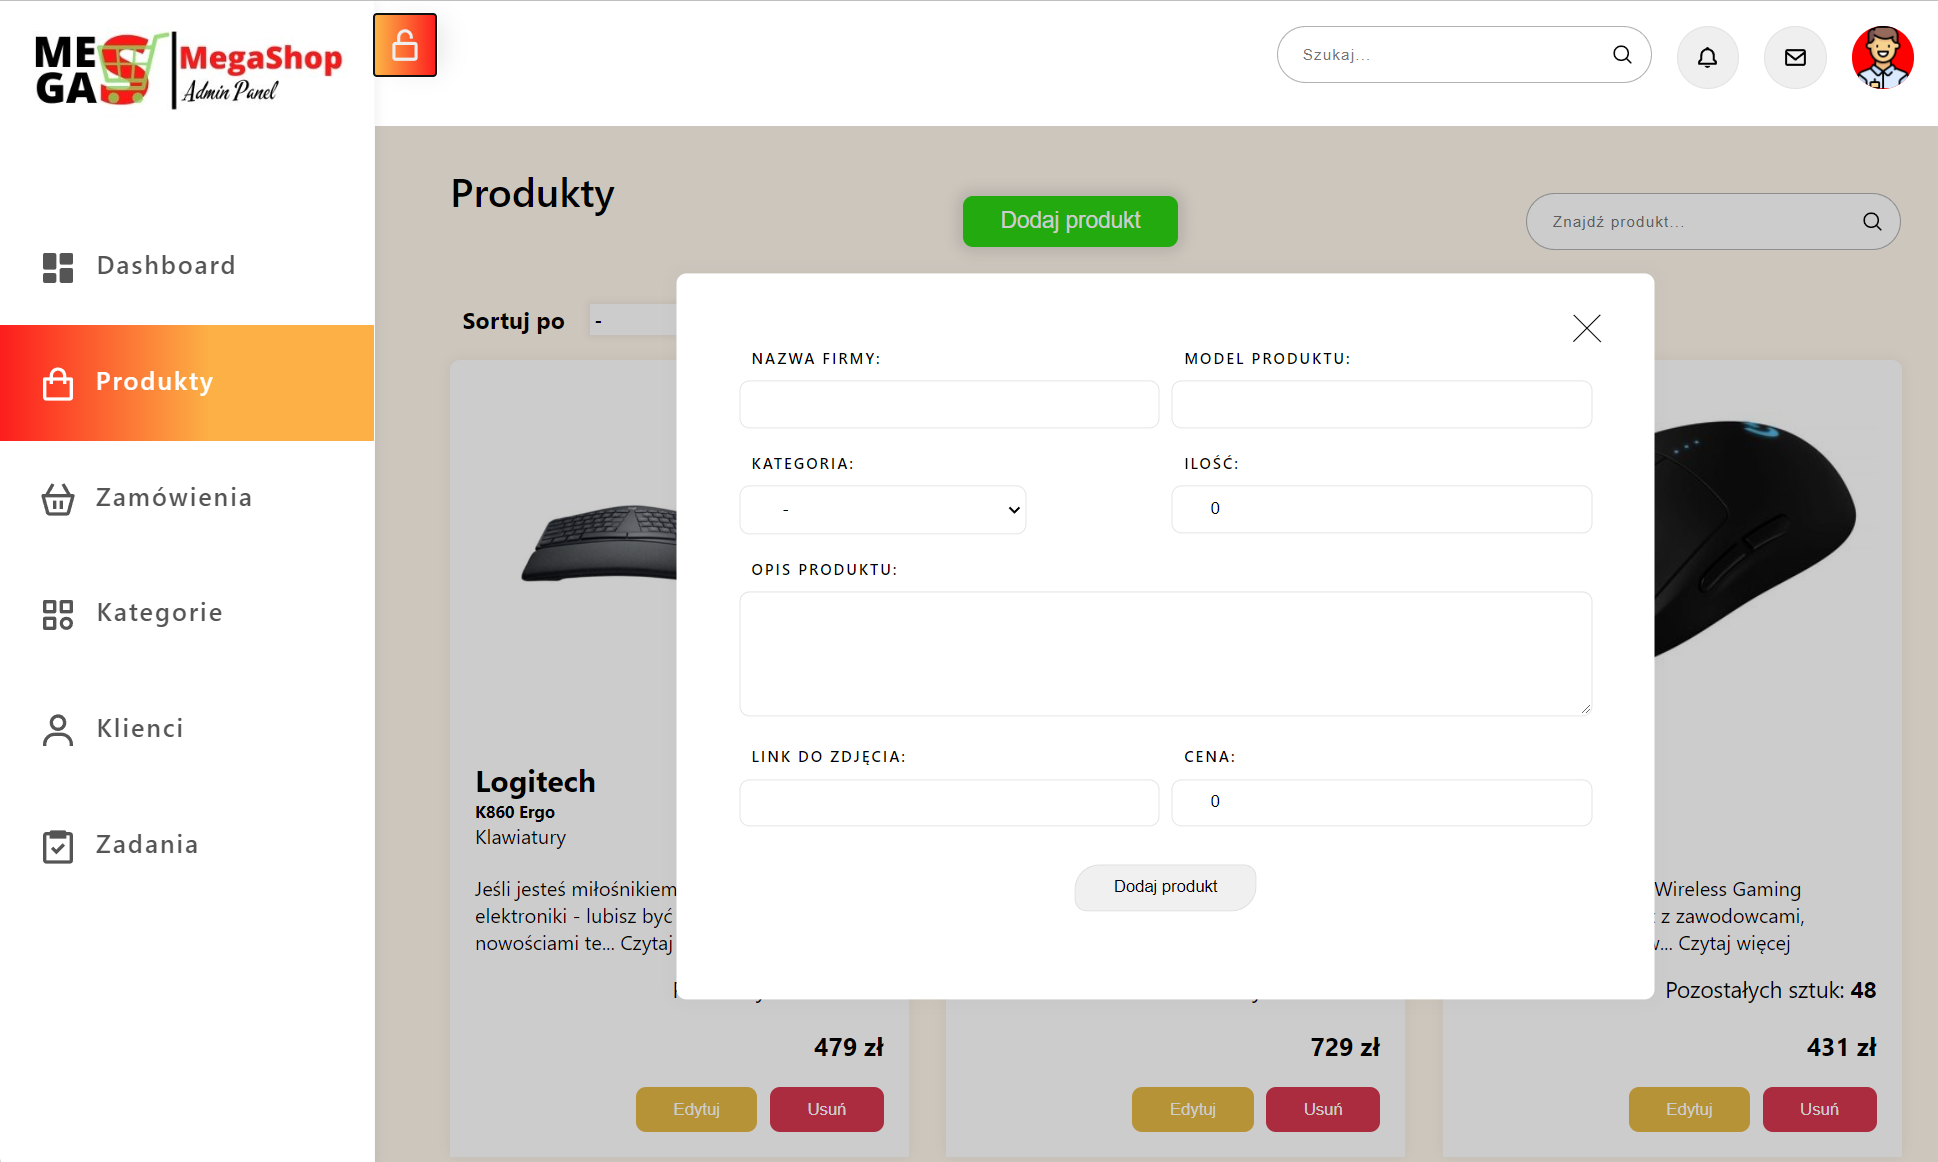 MEGAS
MegaShop
Admin Panel
Szukaj...
Dashboard
Produkty
Zamówienia
Kategorie
Klienci
Zadania
Produkty
Dodaj produkt
Znajdź produkt...
Sortuj po
-
NAZWA FIRMY:
MODEL PRODUKTU:
KATEGORIA:
ILOŚĆ:
-
0
OPIS PRODUKTU:
LINK DO ZDJĘCIA:
CENA:
0
Dodaj produkt
Logitech
K860 Ergo
Klawiatury
Jeśli jesteś miłośnikiem
elektroniki - lubisz być
nowościami te... Czytaj
479 zł
Edytuj
Usuń
729 zł
Edytuj
Usuń
Wireless Gaming
z zawodowcami,
... Czytaj więcej
Pozostałych sztuk: 48
431 zł
Edytuj
Usuń